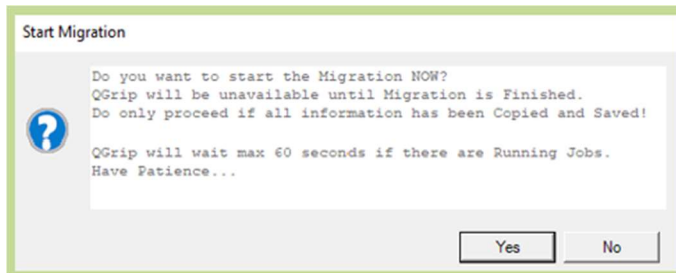 Start Migration
Do you want to start the Migration NOW?
QGrip will be unavailable until Migration is Finished.
Do only proceed if all information has been Copied and Saved!
QGrip will wait max 60 seconds if there are Running Jobs.
Have Patience...
Yes
No